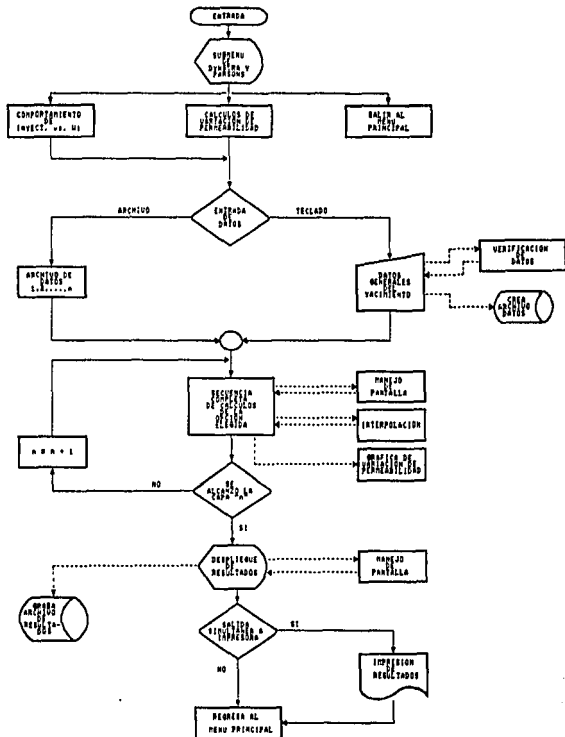 ENTRADA
SUBMENU
DE
DYKSTRA Y
PARSONS
COMPORTAMIENTO
DE
INYECT. vs. Wi
CALCULOS DE
VARIACION DE
PERMEABILIDAD
SALIR AL
MENU
PRINCIPAL
ARCHIVO
ENTRADA
DE
DATOS
TECLADO
ARCHIVO DE
DATOS
DATOS
GENERALES
DEL
YACIMIENTO
VERIFICACION
DE
DATOS
CREA
ARCHIVO
DATOS
SECUENCIA
COMPLETA
DE CALCULOS
DE LA
OPCION
ELEGIDA
MANEJO
DE
PANTALLA
INTERPOLACION
GRAFICA DE
VARIACION DE
PERMEABILIDAD
n = n + 1
NO
SE
ALCANZO LA
CAPA "n"
SI
DESPLIEGUE
DE
RESULTADOS
MANEJO
DE
PANTALLA
GRABA
ARCHIVO
DE
RESULTA-
DOS
SALIDA
SIMULTANEA A
IMPRESORA
SI
NO
IMPRESION
DE
RESULTADOS
REGRESA AL
MENU PRINCIPAL